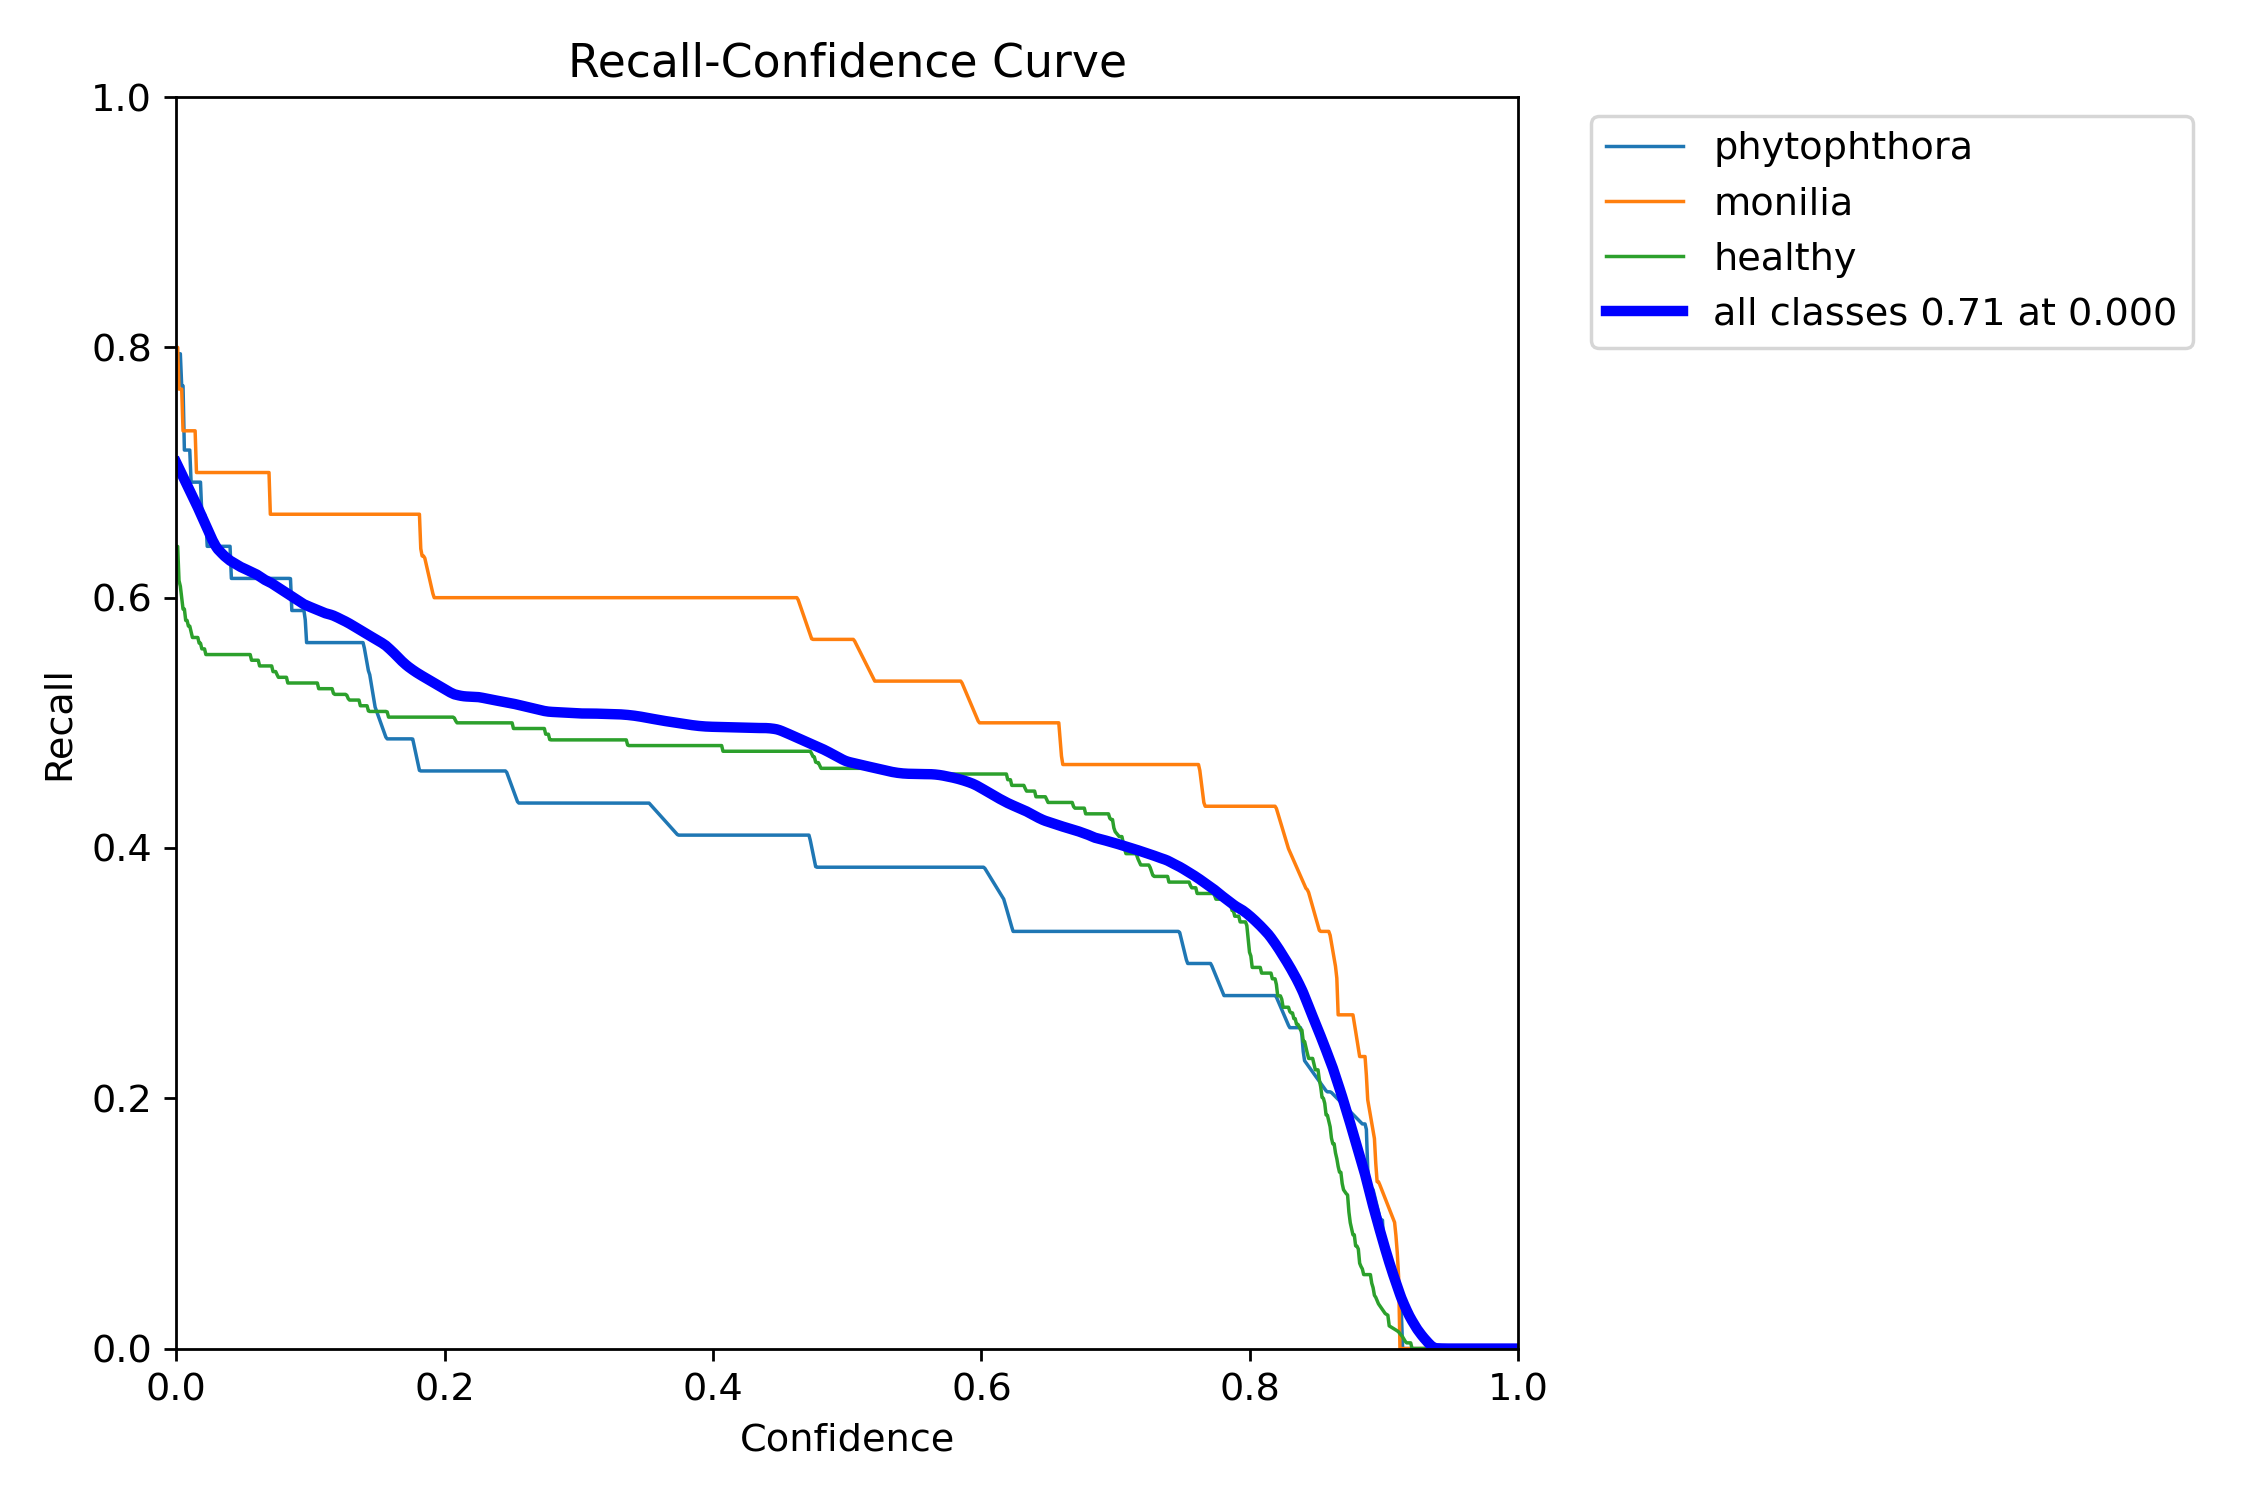 Recall-Confidence Curve
1.0
0.8
0.6
0.4
0.2
0.0
Recall
0.0 0.2 0.4 0.6 0.8 1.0
Confidence
phytophthora
monilia
healthy
all classes 0.71 at 0.000